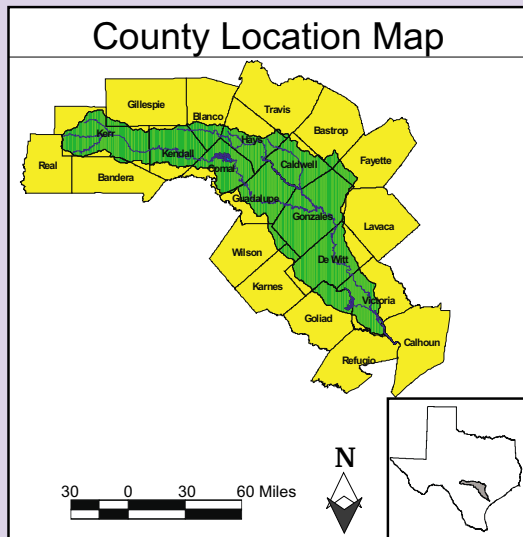 County Location Map
Gillespie
Blanco
Travis
Bastrop
Kerr
Hays
Kendall
Caldwell
Fayette
Real
Bandera
Comal
Guadalupe
Gonzales
Lavaca
Wilson
De Witt
Karnes
Victoria
Goliad
Calhoun
Refugio
N
30 0 30 60 Miles